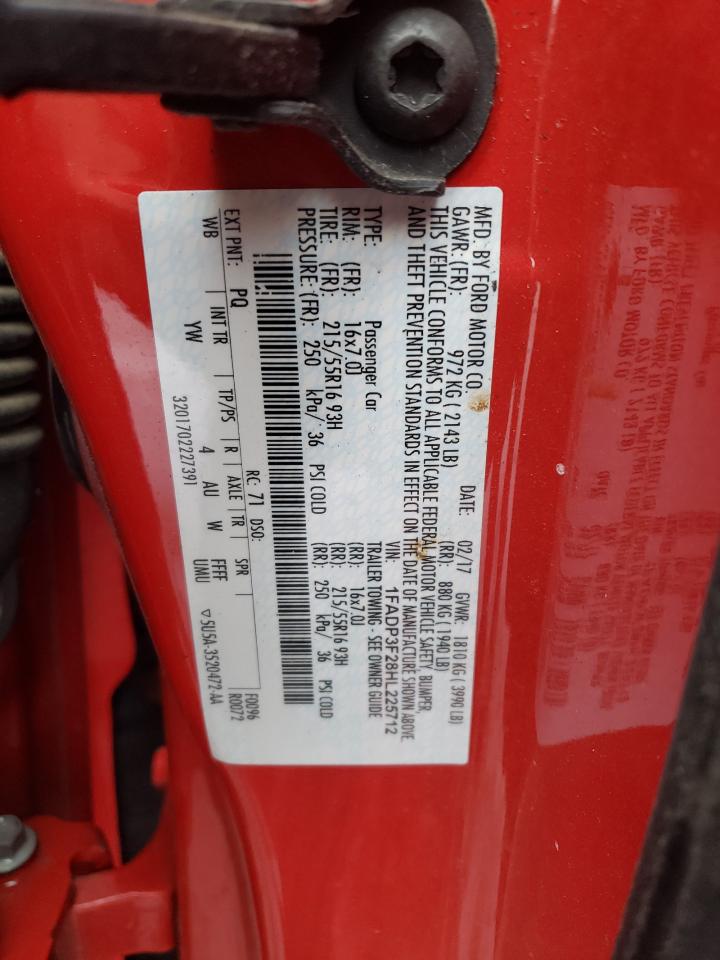 MFD. BY FORD MOTOR CO. DATE: 02/17 GVWR: 1810 KG ( 3990 LB)
GAWR: (FR): 972 KG ( 2143 LB) (RR): 880 KG ( 1940 LB)
THIS VEHICLE CONFORMS TO ALL APPLICABLE FEDERAL MOTOR VEHICLE SAFETY, BUMPER,
AND THEFT PREVENTION STANDARDS IN EFFECT ON THE DATE OF MANUFACTURE SHOWN ABOVE
VIN: 1FADP3F28HL225712
TYPE: Passenger Car TRAILER TOWING - SEE OWNER GUIDE
RIM: (FR): 16x7.0J (RR): 16x7.0J
TIRE: (FR): 215/55R16 93H (RR): 215/55R16 93H
PRESSURE: (FR): 250 kPa/ 36 PSI COLD (RR): 250 kPa/ 36 PSI COLD
RC: 71 DSO: F0096
EXT PNT: PQ INT TR TP/PS R AXLE TR SPR R0072
WB YW 4 AU W FFFF UMU
3201702227391 ▽5U5A-3520472-AA